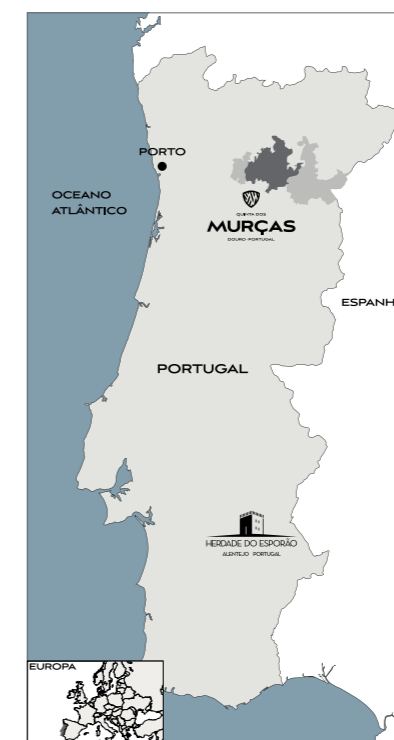 PORTO
OCEANO
ATLÂNTICO
QUINTA DOS
MURÇAS
DOURO·PORTUGAL
ESPANH
PORTUGAL
HERDADE DO ESPORÃO
ALENTEJO PORTUGAL
EUROPA